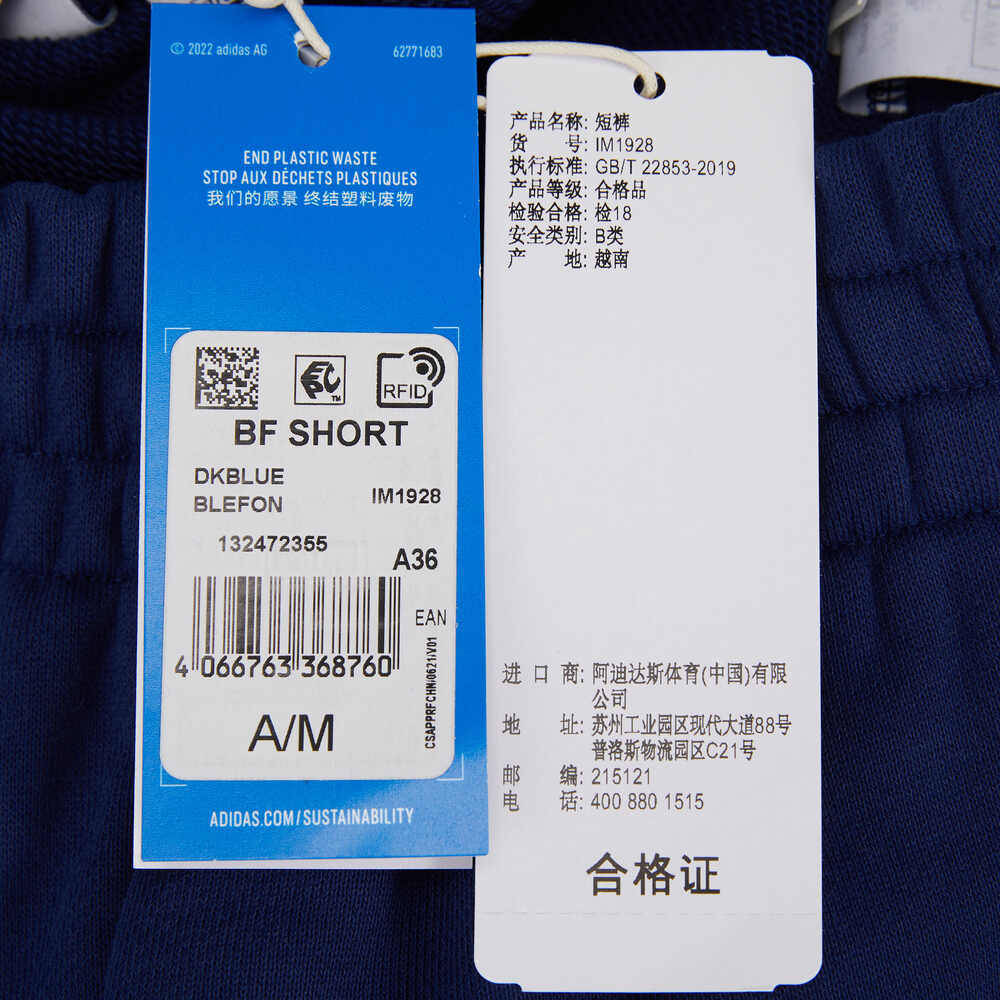 © 2022 adidas AG
62771683
END PLASTIC WASTE
STOP AUX DÉCHETS PLASTIQUES
我们的愿景 终结塑料废物
RFID
BF SHORT
DKBLUE
BLEFON
IM1928
132472355
A36
EAN
4 066763 368760
CSAPPRFCHN/0621/V01
A/M
ADIDAS.COM/SUSTAINABILITY
产品名称: 短裤
货 号: IM1928
执行标准: GB/T 22853-2019
产品等级: 合格品
检验合格: 检18
安全类别: B类
产 地: 越南
进 口 商: 阿迪达斯体育(中国)有限
公司
地 址: 苏州工业园区现代大道88号
普洛斯物流园区C21号
邮 编: 215121
电 话: 400 880 1515
合格证